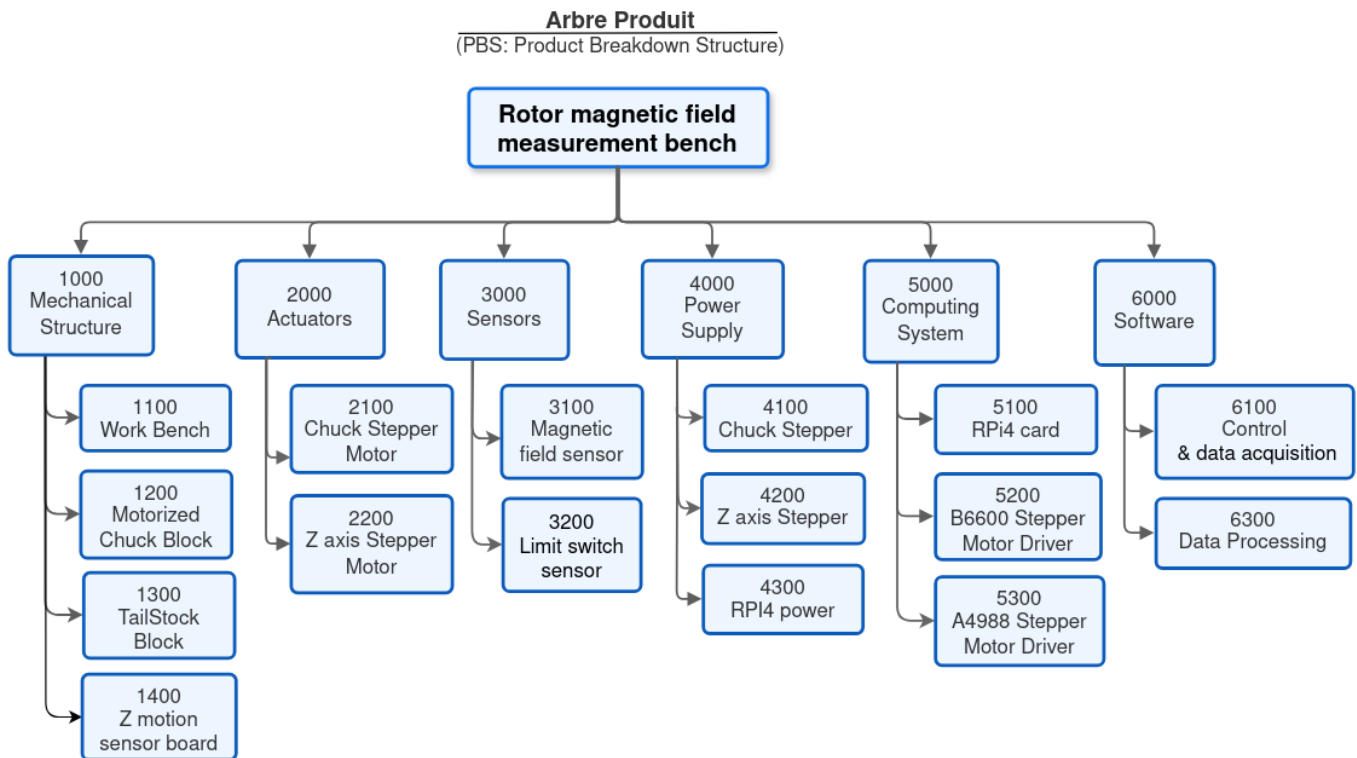 Arbre Produit
(PBS: Product Breakdown Structure)
Rotor magnetic field
measurement bench
1000
Mechanical
Structure
2000
Actuators
3000
Sensors
4000
Power
Supply
5000
Computing
System
6000
Software
1100
Work Bench
1200
Motorized
Chuck Block
1300
TailStock
Block
1400
Z motion
sensor board
2100
Chuck Stepper
Motor
2200
Z axis Stepper
Motor
3100
Magnetic
field sensor
3200
Limit switch
sensor
4100
Chuck Stepper
4200
Z axis Stepper
4300
RPI4 power
5100
RPi4 card
5200
B6600 Stepper
Motor Driver
5300
A4988 Stepper
Motor Driver
6100
Control
& data acquisition
6300
Data Processing